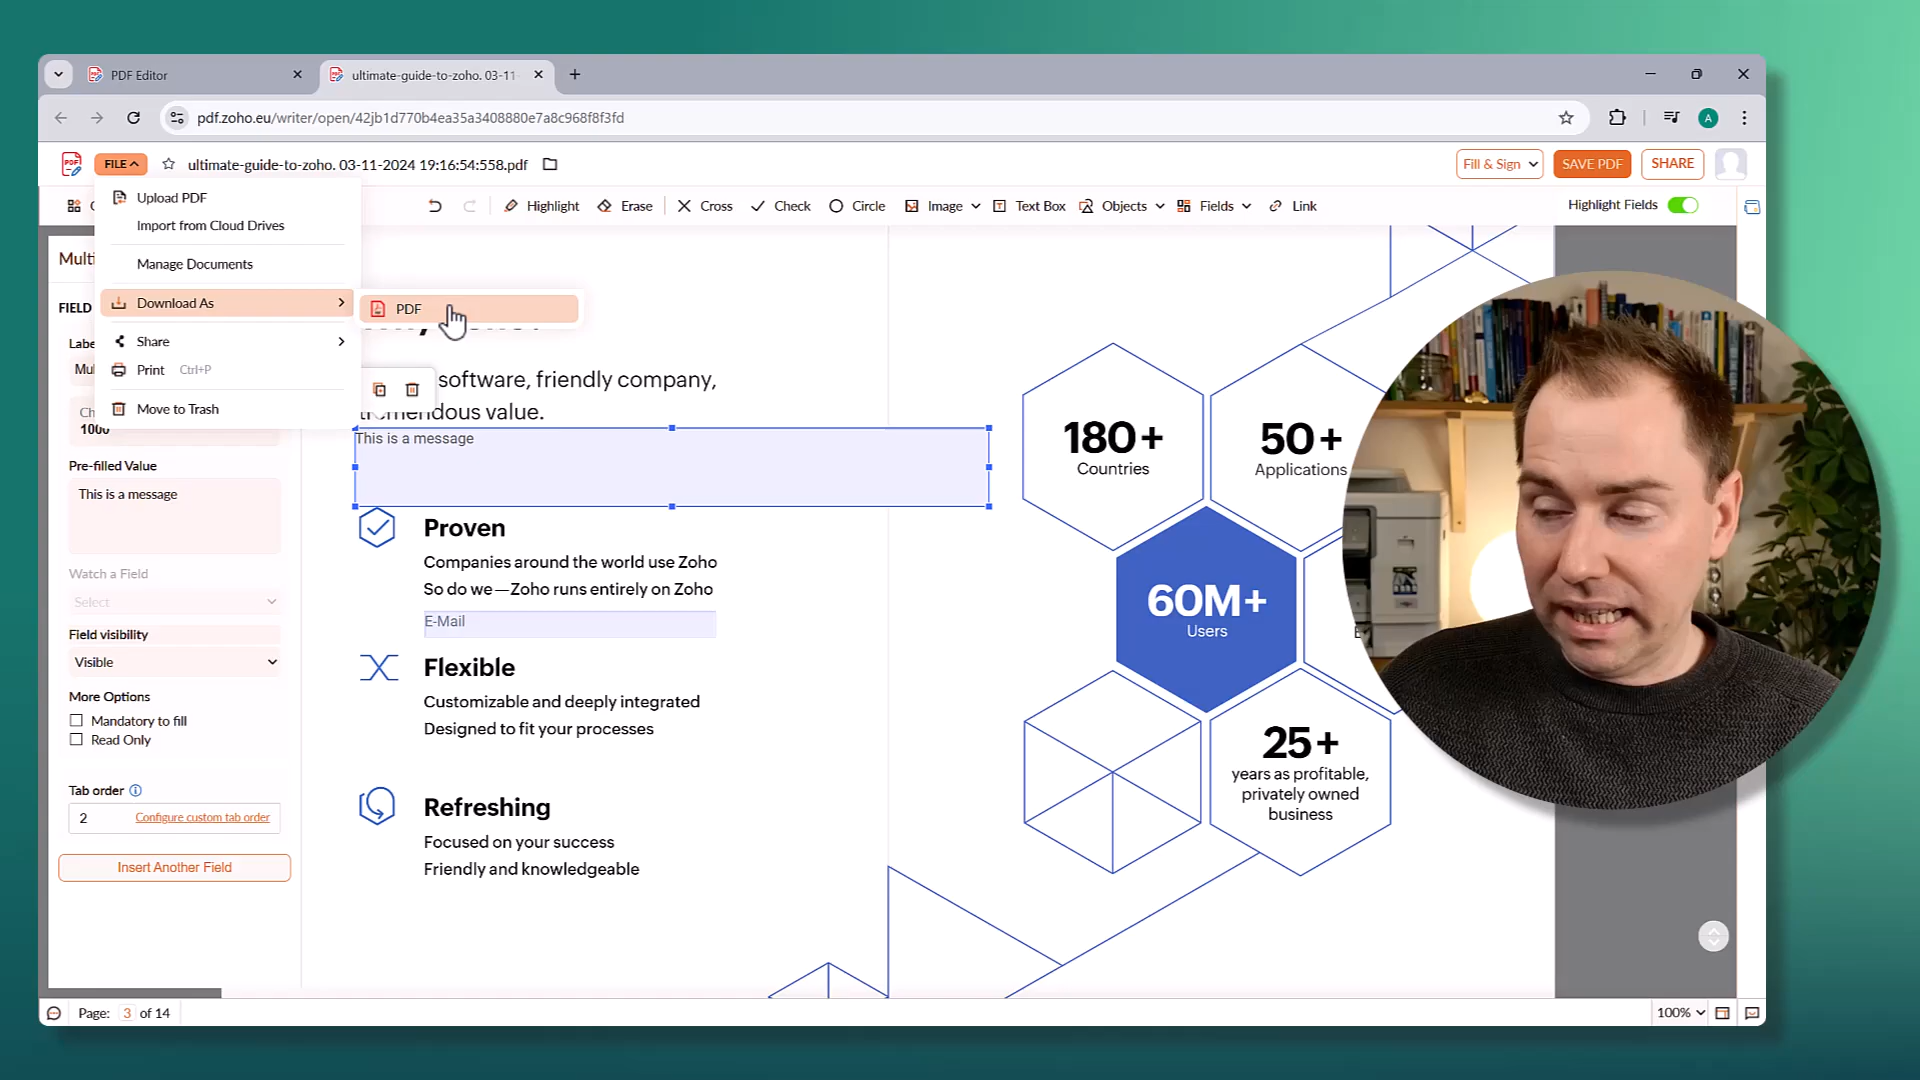 PDF Editor
ultimate-guide-to-zoho. 03-11-
pdf.zoho.eu/writer/open/42jb1d770b4ea35a3408880e7a8c968f8f3fd
A
FILE
ultimate-guide-to-zoho. 03-11-2024 19:16:54:558.pdf
Fill & Sign
SAVE PDF
SHARE
Highlight
Erase
Cross
Check
Circle
Image
Text Box
Objects
Fields
Link
Highlight Fields
Upload PDF
Import from Cloud Drives
Manage Documents
Download As
PDF
Share
Print Ctrl+P
Move to Trash
Multi
FIELD
Labe
Mul
Ch
1000
Pre-filled Value
This is a message
Watch a Field
Select
Field visibility
Visible
More Options
Mandatory to fill
Read Only
Tab order
2 Configure custom tab order
Insert Another Field
software, friendly company,
tremendous value.
This is a message
Proven
Companies around the world use Zoho
So do we—Zoho runs entirely on Zoho
E-Mail
Flexible
Customizable and deeply integrated
Designed to fit your processes
Refreshing
Focused on your success
Friendly and knowledgeable
180+
Countries
50+
Applications
60M+
Users
E
25+
years as profitable,
privately owned
business
Page: 3 of 14
100%